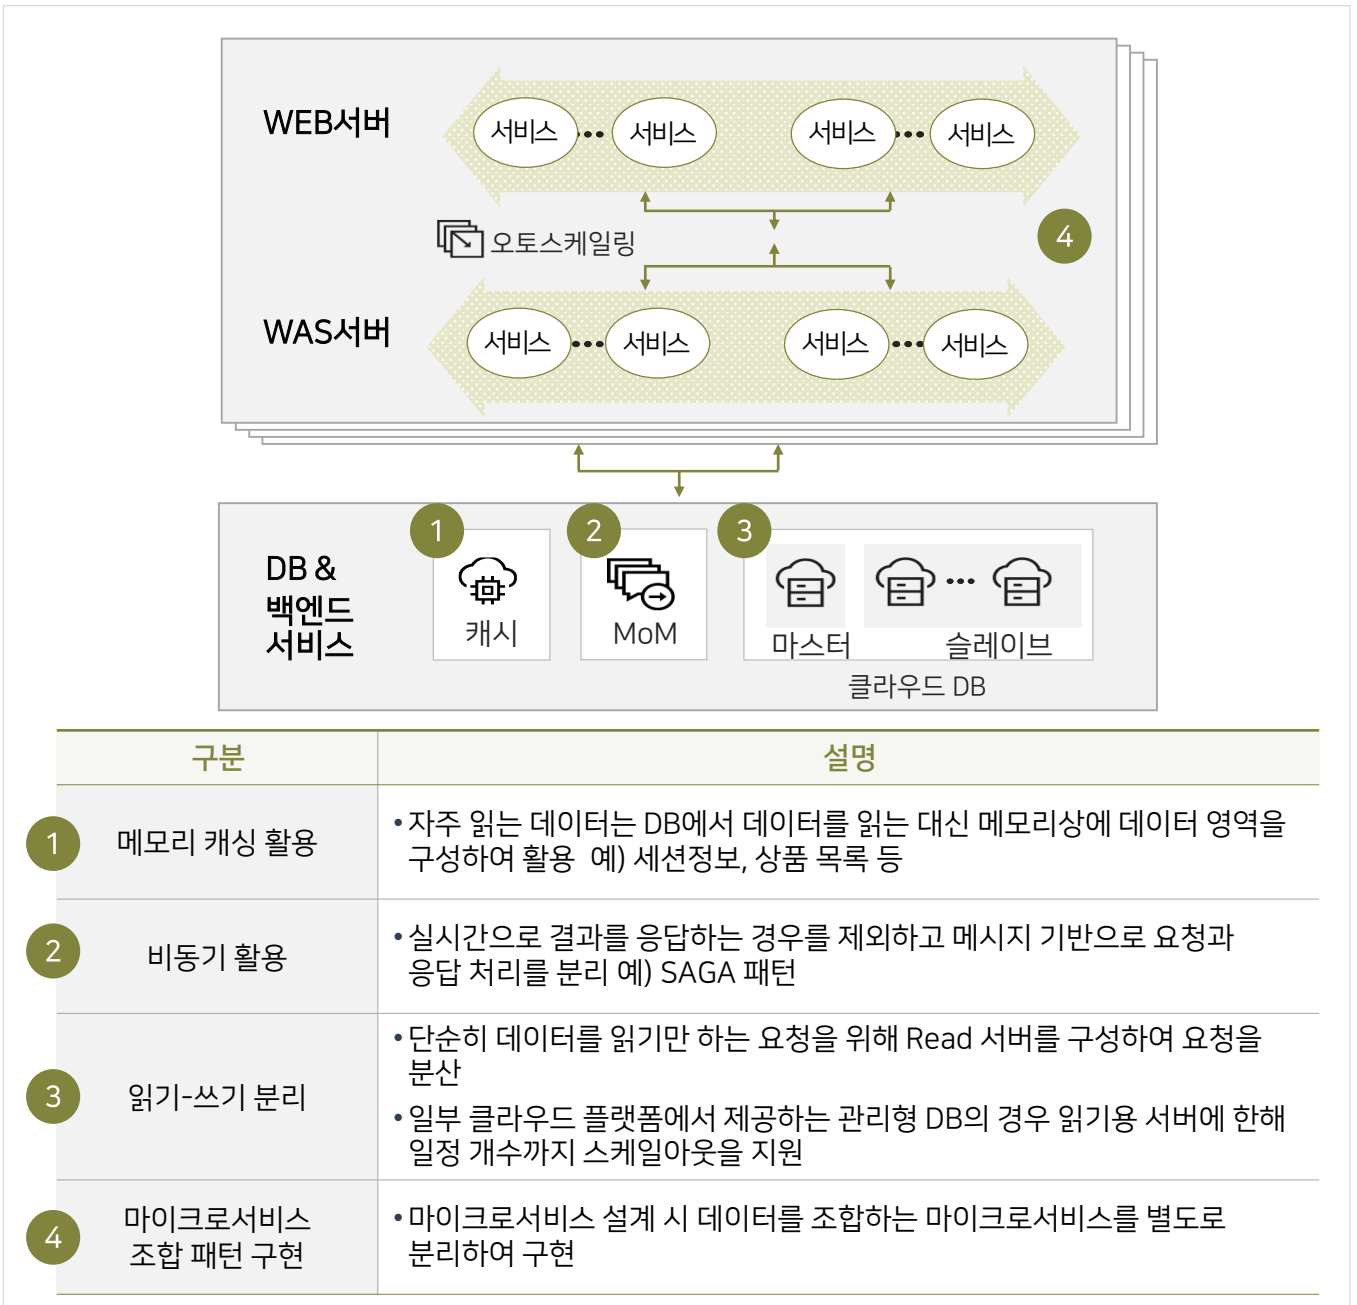 WEB서버
서비스 서비스 서비스 서비스
오토스케일링
4
WAS서버
서비스 서비스 서비스 서비스
DB &
백엔드
서비스
1
캐시
2
MoM
3
마스터
슬레이브
클라우드 DB
구분 설명
1 메모리 캐싱 활용
•자주 읽는 데이터는 DB에서 데이터를 읽는 대신 메모리상에 데이터 영역을
구성하여 활용 예) 세션정보, 상품 목록 등
2 비동기 활용
•실시간으로 결과를 응답하는 경우를 제외하고 메시지 기반으로 요청과
응답 처리를 분리 예) SAGA 패턴
3 읽기-쓰기 분리
•단순히 데이터를 읽기만 하는 요청을 위해 Read 서버를 구성하여 요청을
분산
•일부 클라우드 플랫폼에서 제공하는 관리형 DB의 경우 읽기용 서버에 한해
일정 개수까지 스케일아웃을 지원
4 마이크로서비스
조합 패턴 구현
•마이크로서비스 설계 시 데이터를 조합하는 마이크로서비스를 별도로
분리하여 구현